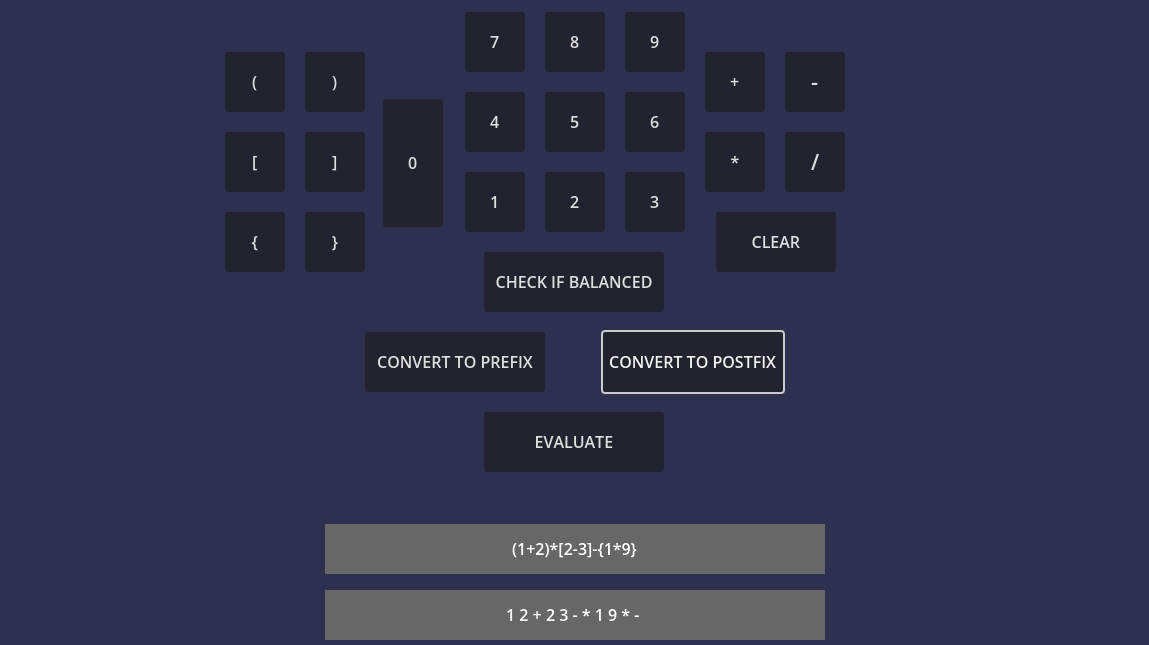 7 8 9
( ) + -
4 5 6
[ ] 0 * /
1 2 3
{ } CLEAR
CHECK IF BALANCED
CONVERT TO PREFIX CONVERT TO POSTFIX
EVALUATE
(1+2)*[2-3]-{1*9}
1 2 + 2 3 - * 1 9 * -